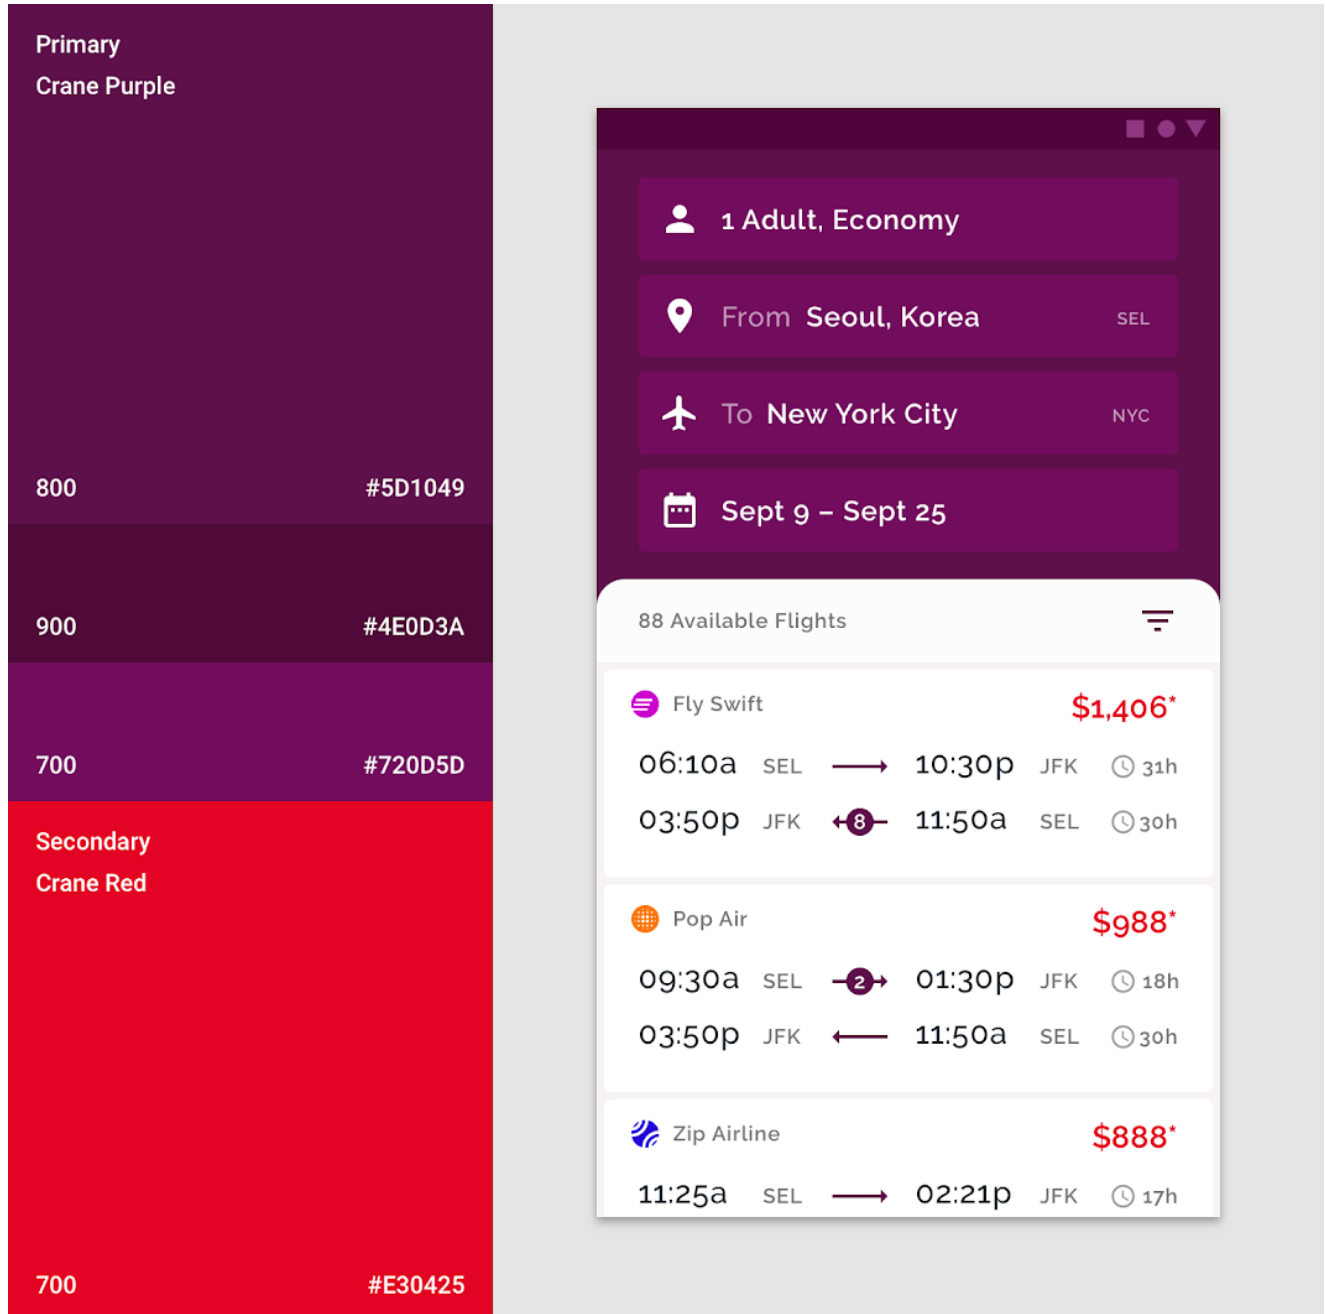 Primary
Crane Purple
800 #5D1049
900 #4E0D3A
700 #720D5D
Secondary
Crane Red
700 #E30425
1 Adult, Economy
From Seoul, Korea SEL
To New York City NYC
Sept 9 – Sept 25
88 Available Flights
Fly Swift $1,406*
06:10a SEL 10:30p JFK 31h
03:50p JFK 8 11:50a SEL 30h
Pop Air $988*
09:30a SEL 2 01:30p JFK 18h
03:50p JFK 11:50a SEL 30h
Zip Airline $888*
11:25a SEL 02:21p JFK 17h